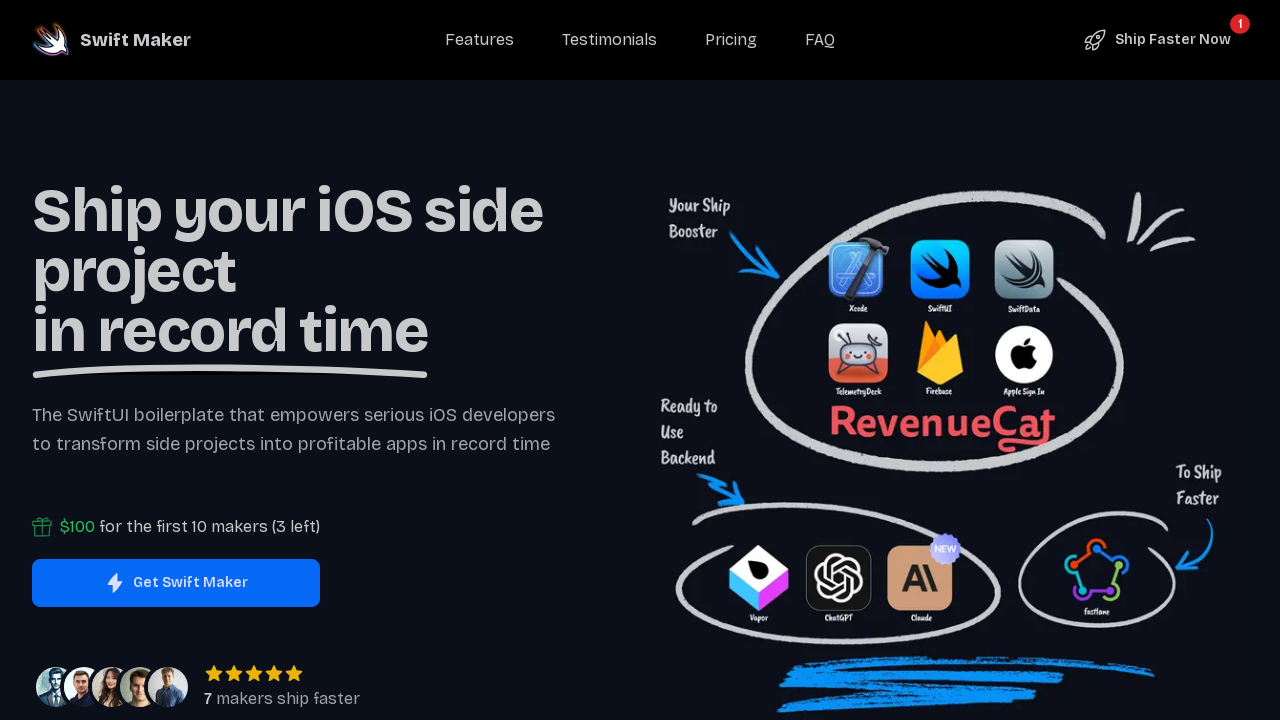 Swift Maker
Features
Testimonials
Pricing
FAQ
Ship Faster Now
1
Ship your iOS side
project
in record time
The SwiftUI boilerplate that empowers serious iOS developers
to transform side projects into profitable apps in record time
$100 for the first 10 makers (3 left)
Get Swift Maker
7 makers ship faster
Your Ship
Booster
Xcode
SwiftUI
SwiftData
TelemetryDeck
Firebase
Apple Sign In
RevenueCat
Ready to
Use
Backend
NEW
Vapor
ChatGPT
Claude
To Ship
Faster
fastlane